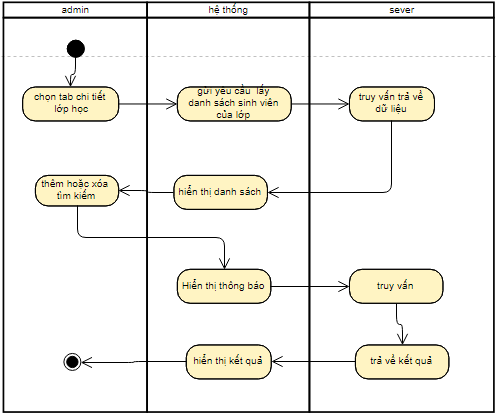 admin
hệ thống
sever
chọn tab chi tiết
lớp học
gửi yêu cầu lấy
danh sách sinh viên
của lớp
truy vấn trả về
dữ liệu
thêm hoặc xóa
tìm kiếm
hiển thị danh sách
Hiển thị thông báo
truy vấn
hiển thị kết quả
trả về kết quả